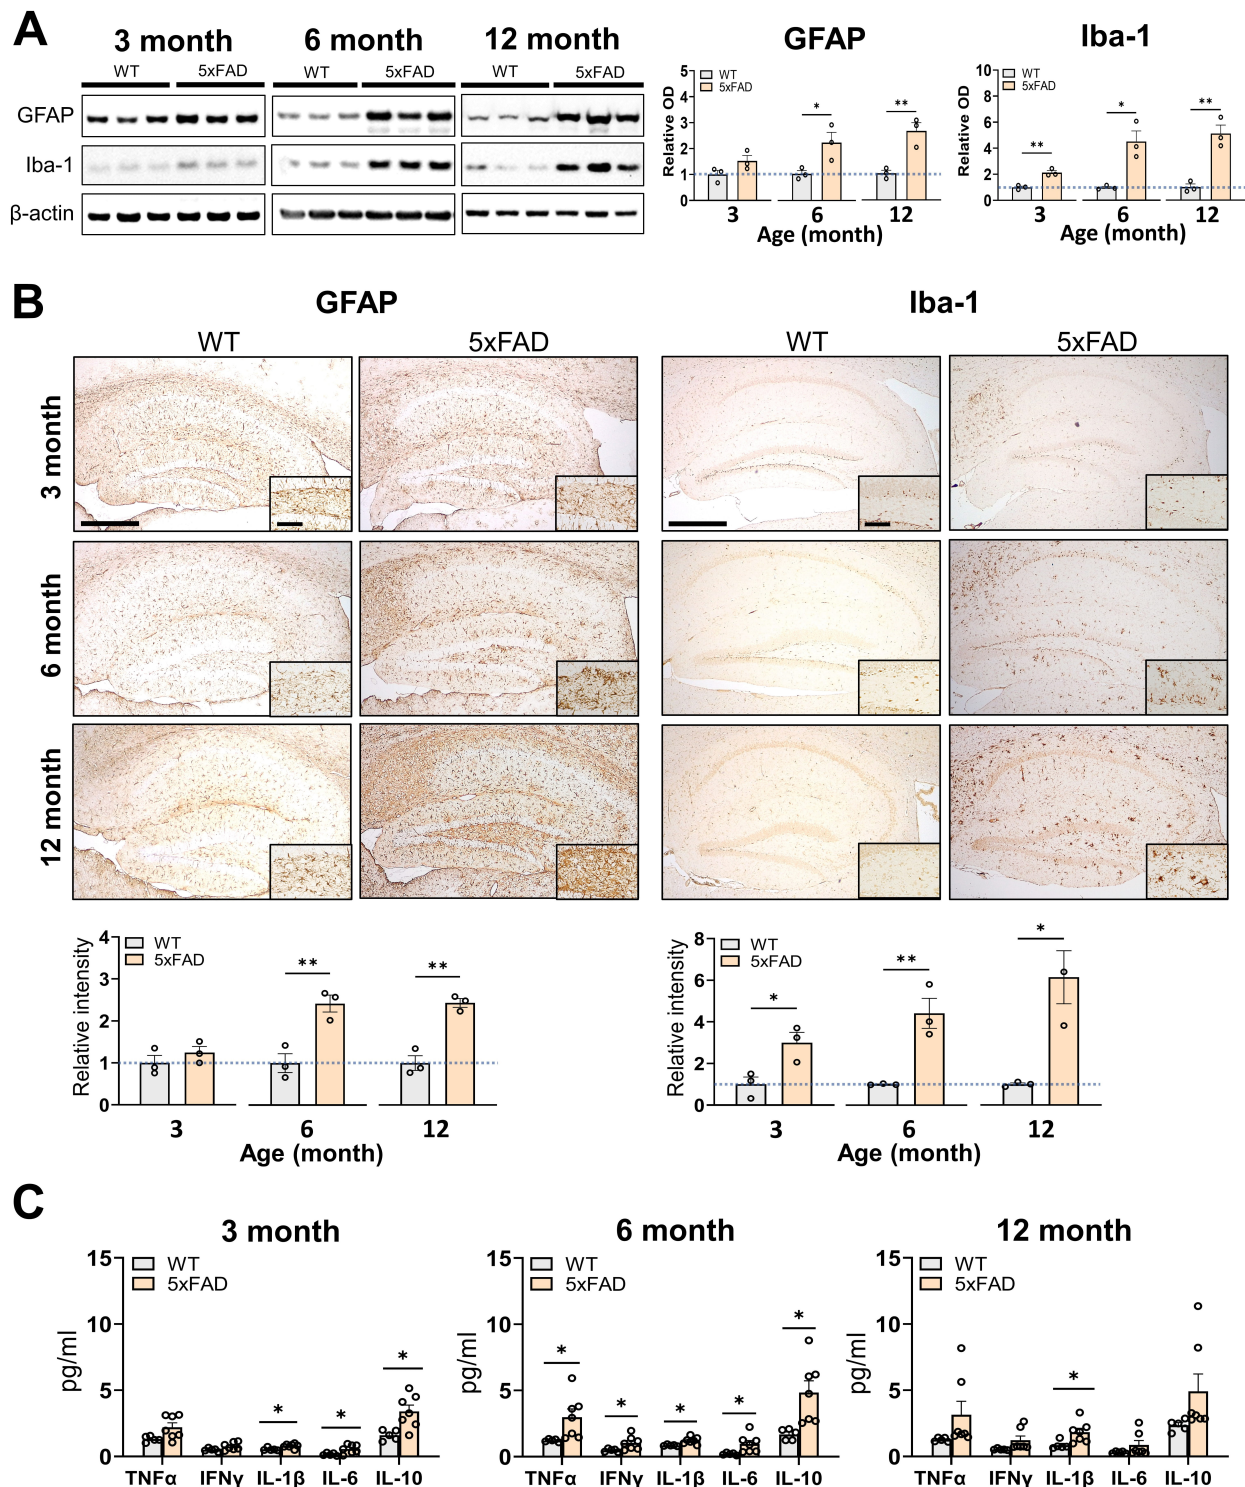 A
3 month
6 month
12 month
WT
5xFAD
WT
5xFAD
WT
5xFAD
GFAP
Iba-1
β-actin
GFAP
WT
5xFAD
Relative OD
5
4
3
2
1
0
*
**
3
6
12
Age (month)
Iba-1
WT
5xFAD
Relative OD
10
8
6
4
2
0
**
*
**
3
6
12
Age (month)
B
GFAP
Iba-1
WT
5xFAD
WT
5xFAD
3 month
6 month
12 month
WT
5xFAD
Relative intensity
4
3
2
1
0
**
**
3
6
12
Age (month)
WT
5xFAD
Relative intensity
8
6
4
2
0
*
**
*
3
6
12
Age (month)
C
3 month
WT
5xFAD
pg/ml
15
10
5
0
*
*
*
TNFα
IFNγ
IL-1β
IL-6
IL-10
6 month
WT
5xFAD
pg/ml
15
10
5
0
*
*
*
*
*
TNFα
IFNγ
IL-1β
IL-6
IL-10
12 month
WT
5xFAD
pg/ml
15
10
5
0
*
TNFα
IFNγ
IL-1β
IL-6
IL-10